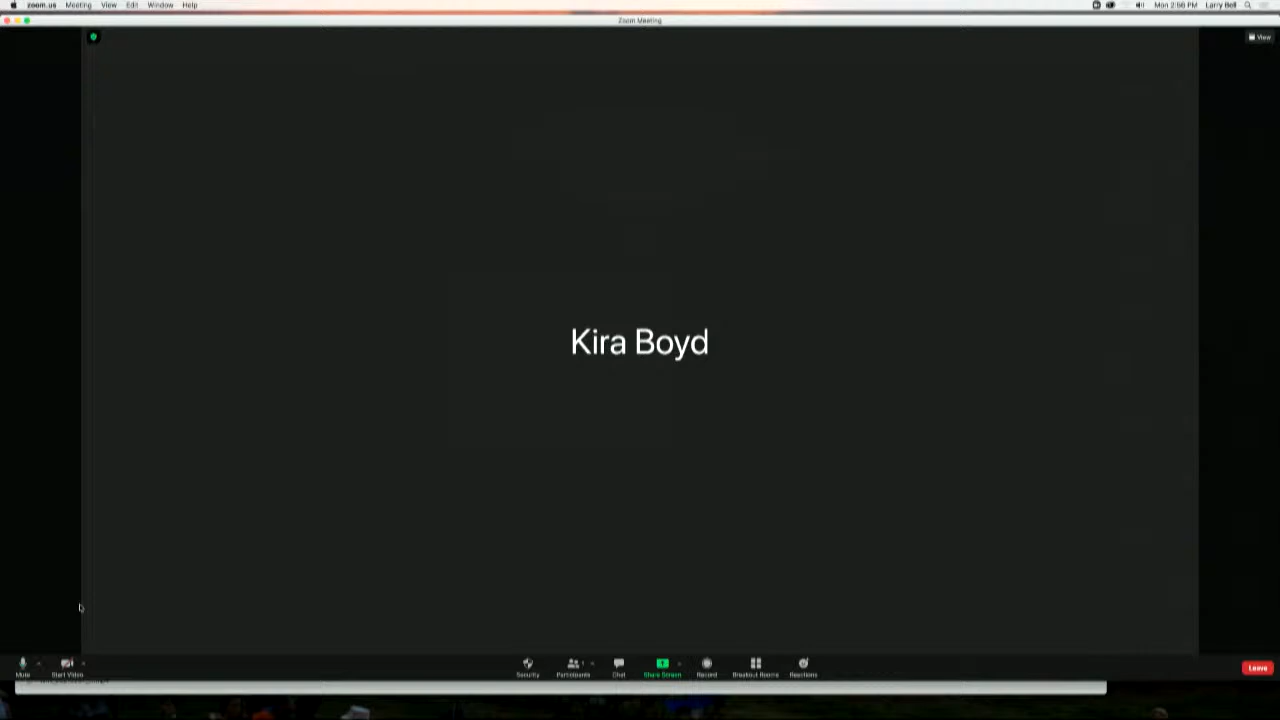 zoom.us Meeting View Edit Window Help
Mon 2:56 PM Larry Bell
Zoom Meeting
View
Kira Boyd
Mute
Start Video
Security
Participants 1
Chat
Share Screen
Record
Breakout Rooms
Reactions
Leave